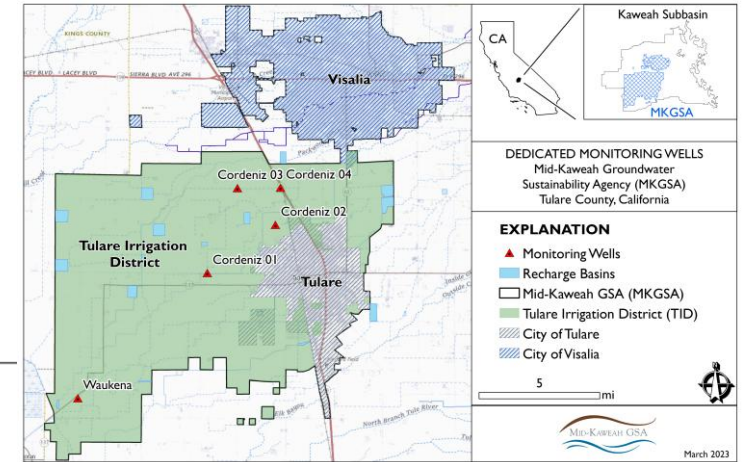 KINGS COUNTY
LACEY BLVD
SIERRA BLVD AVE 296
296
Visalia
Cordeniz 03
Cordeniz 04
Cordeniz 02
Tulare Irrigation
District
Cordeniz 01
Tulare
Waukena
Elk Bayou
North Branch Tule River
CA
Kaweah Subbasin
MKGSA
DEDICATED MONITORING WELLS
Mid-Kaweah Groundwater
Sustainability Agency (MKGSA)
Tulare County, California
EXPLANATION
Monitoring Wells
Recharge Basins
Mid-Kaweah GSA (MKGSA)
Tulare Irrigation District (TID)
City of Tulare
City of Visalia
5
mi
MID-KAWEAH GSA
March 2023